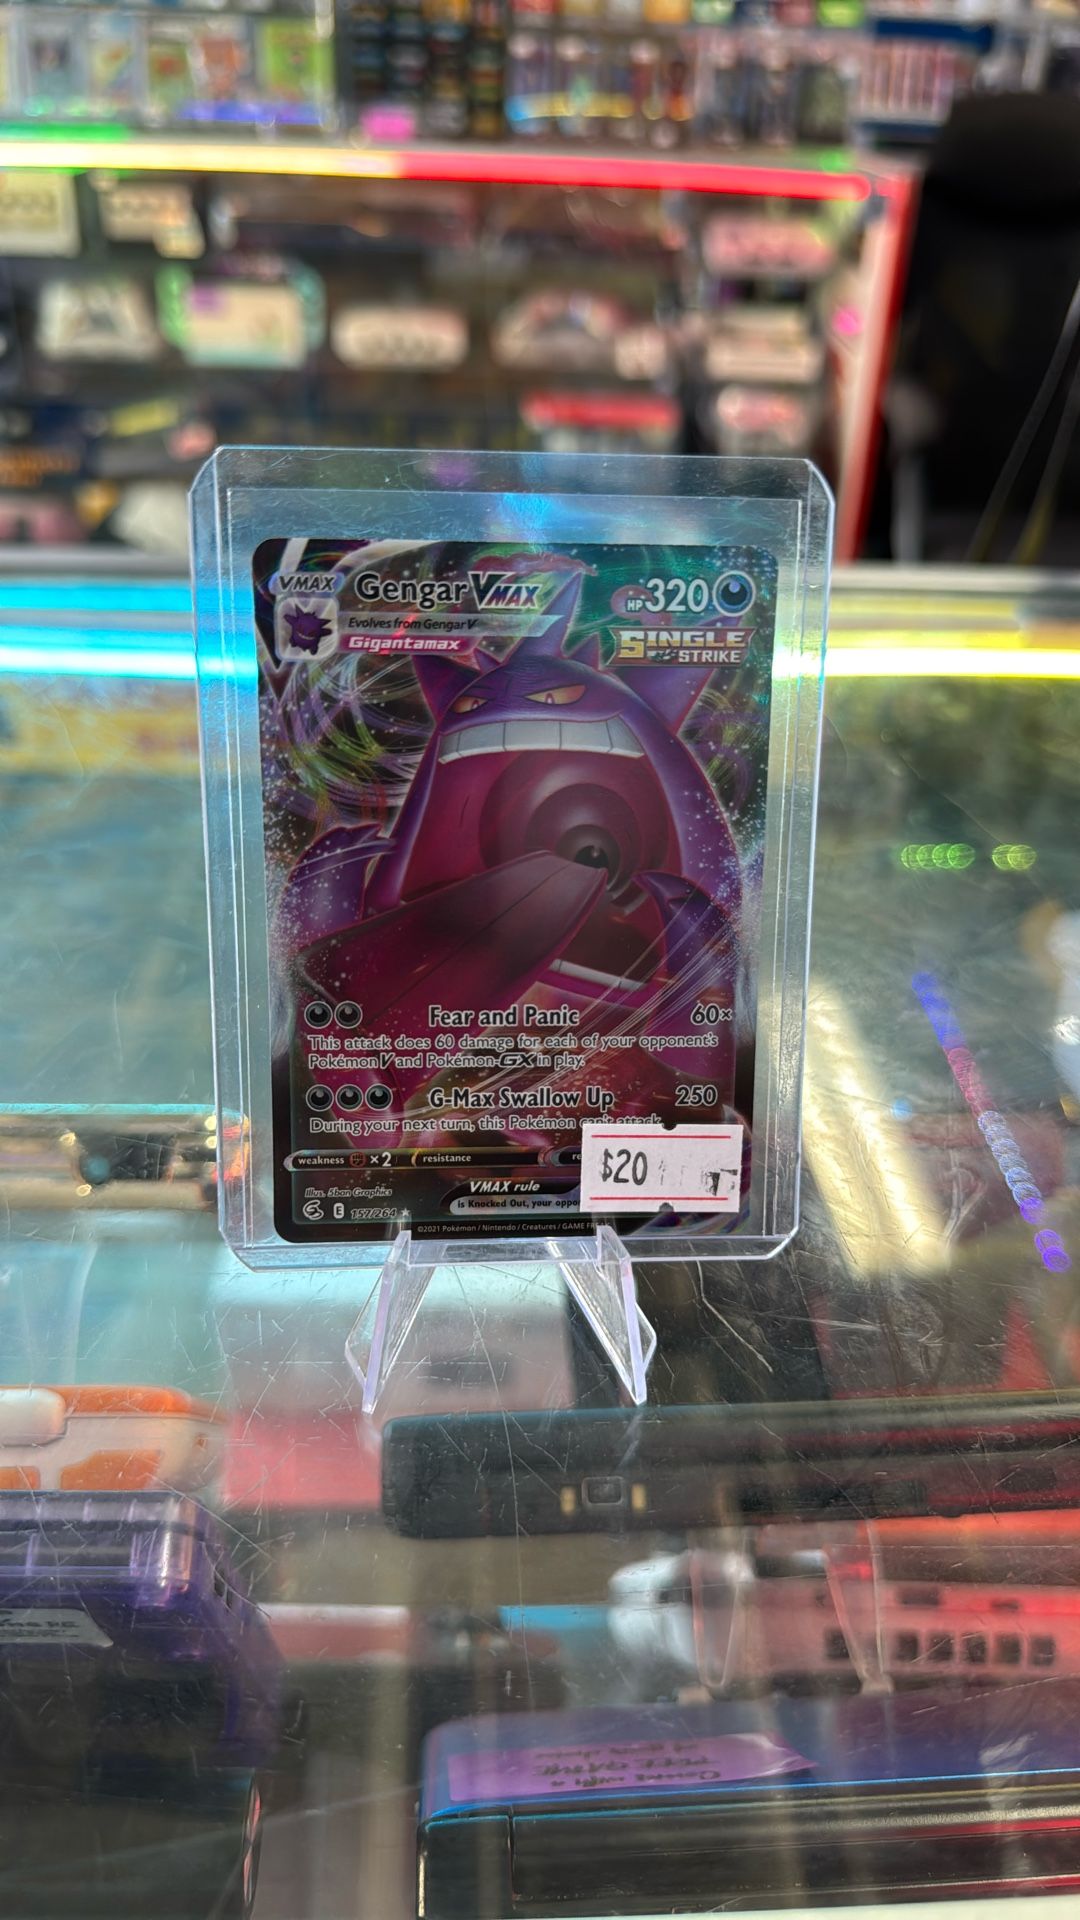 VMAX Gengar VMAX HP 320
Evolves from Gengar V
Gigantamax
SINGLE
STRIKE
Fear and Panic 60×
This attack does 60 damage for each of your opponent's
Pokémon V and Pokémon-GX in play.
G-Max Swallow Up 250
During your next turn, this Pokémon can't attack.
$20
weakness ×2 resistance re
VMAX rule
Illus. 5ban Graphics
is Knocked Out, your oppo
E 157/264 ★
©2021 Pokémon / Nintendo / Creatures / GAME FREAK